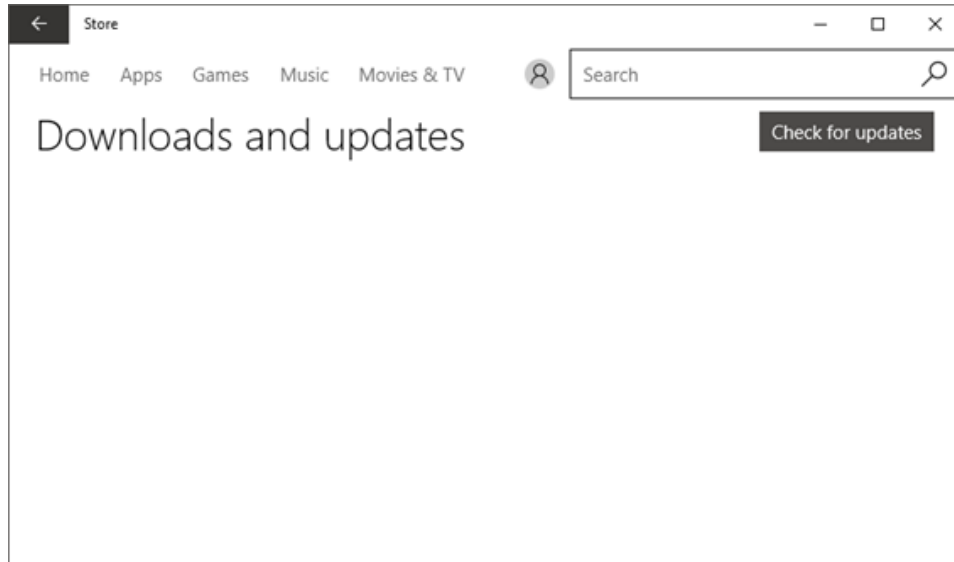 Store
Home Apps Games Music Movies & TV Search
Downloads and updates Check for updates